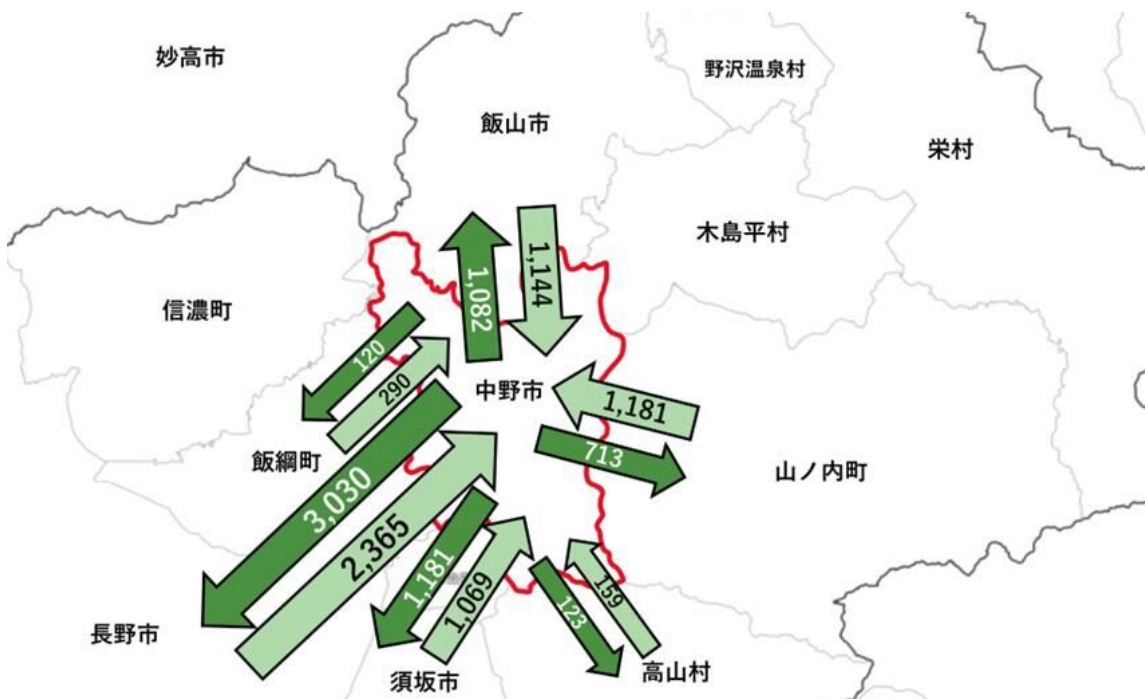 妙高市
野沢温泉村
飯山市
栄村
木島平村
信濃町
1,082
1,144
120
290
中野市
1,181
713
飯綱町
山ノ内町
3,030
2,365
1,181
1,069
123
159
長野市
須坂市
高山村